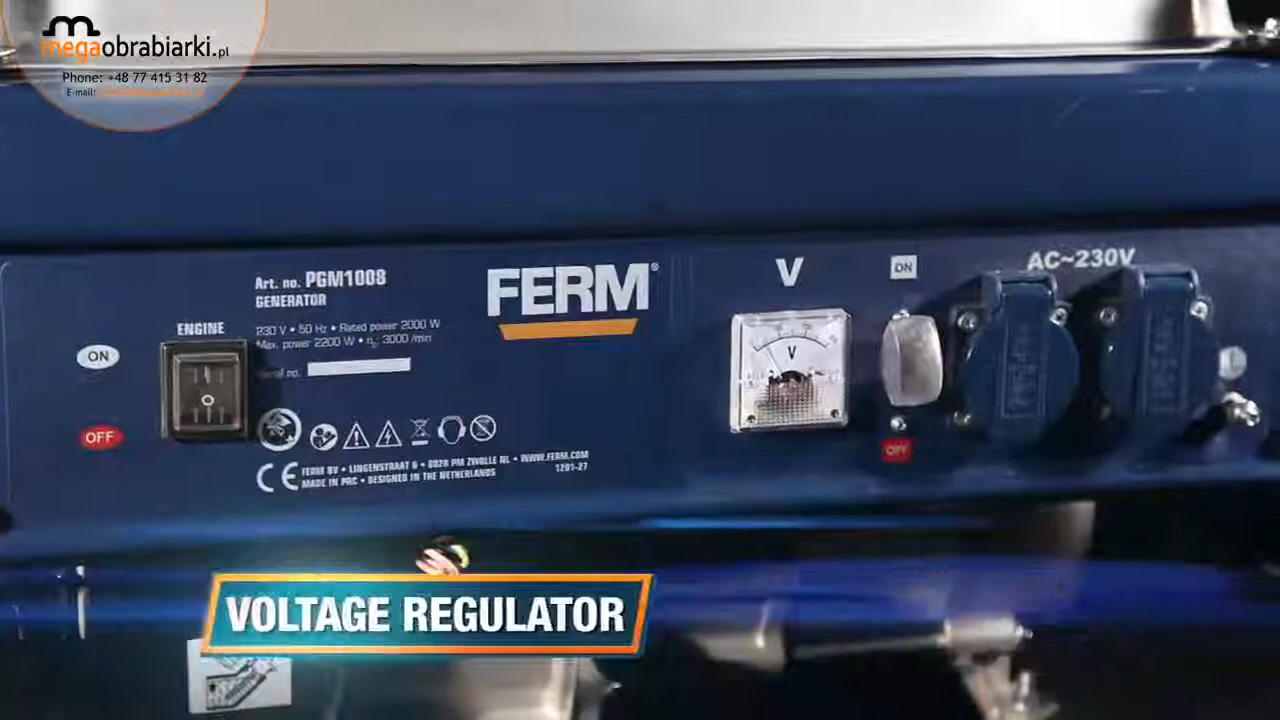 megaobrabiarki.pl
Phone: +48 77 415 31 82
E-mail:
Art. no. PGM1008
GENERATOR
230 V • 50 Hz • Rated power 2000 W
Max. power 2200 W • n₀: 3000 /min
Serial no.
FERM®
ENGINE
ON
OFF
CE
FERM BV • LINGENSTRAAT 6 • 8028 PM ZWOLLE NL • WWW.FERM.COM
MADE IN PRC • DESIGNED IN THE NETHERLANDS
1201-27
V
V
ON
OFF
AC~230V
VOLTAGE REGULATOR